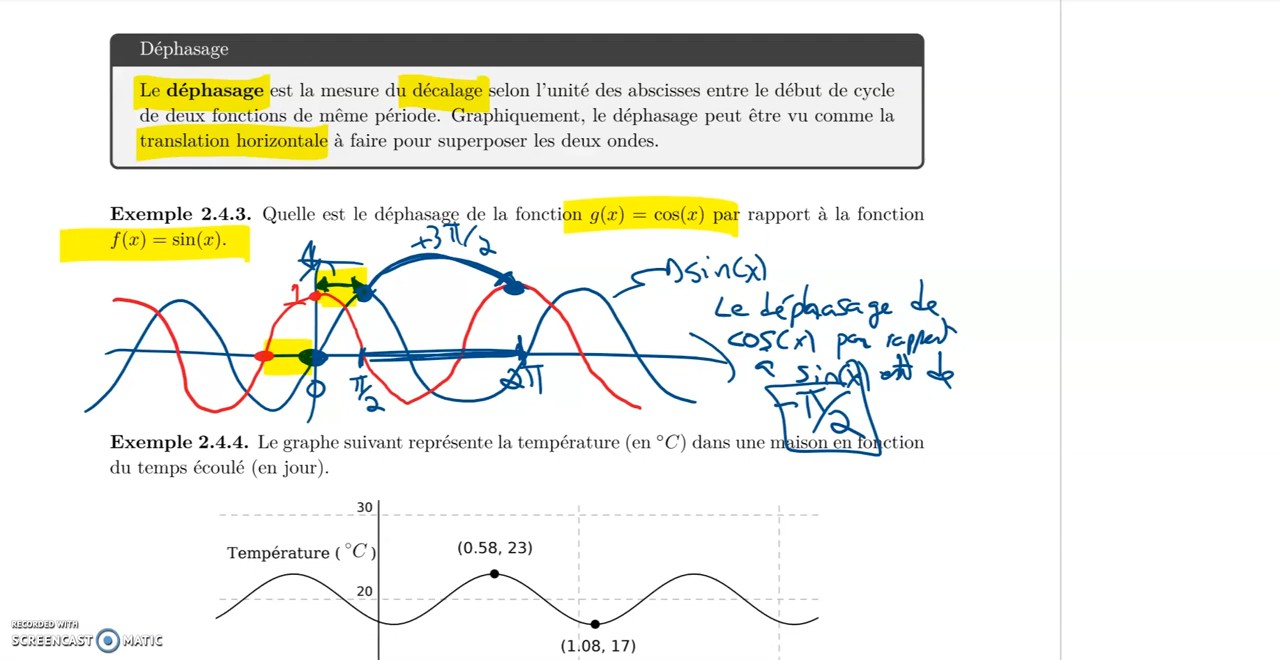 Déphasage
Le déphasage est la mesure du décalage selon l'unité des abscisses entre le début de cycle
de deux fonctions de même période. Graphiquement, le déphasage peut être vu comme la
translation horizontale à faire pour superposer les deux ondes.
Exemple 2.4.3. Quelle est le déphasage de la fonction g(x) = cos(x) par rapport à la fonction
f(x) = sin(x).
+3π/2
sin(x)
1
Le déphasage de
cos(x) par rapport
à sin(x) est de
-π/2
0
π/2
2π
Exemple 2.4.4. Le graphe suivant représente la température (en °C) dans une maison en fonction
du temps écoulé (en jour).
30
Température (°C)
(0.58, 23)
20
(1.08, 17)
RECORDED WITH
SCREENCAST MATIC